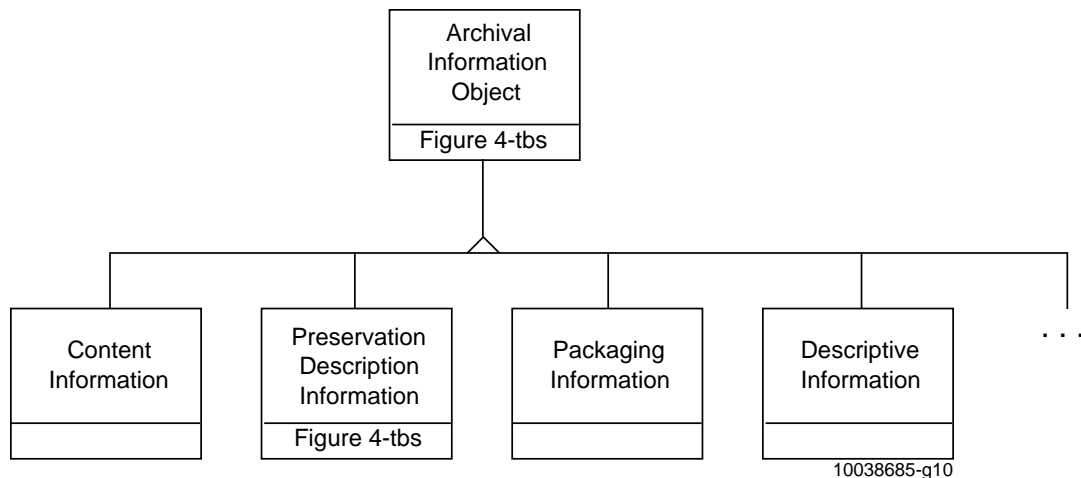 Archival
Information
Object
Figure 4-tbs
Content
Information
Preservation
Description
Information
Figure 4-tbs
Packaging
Information
Descriptive
Information
. . .
10038685-g10